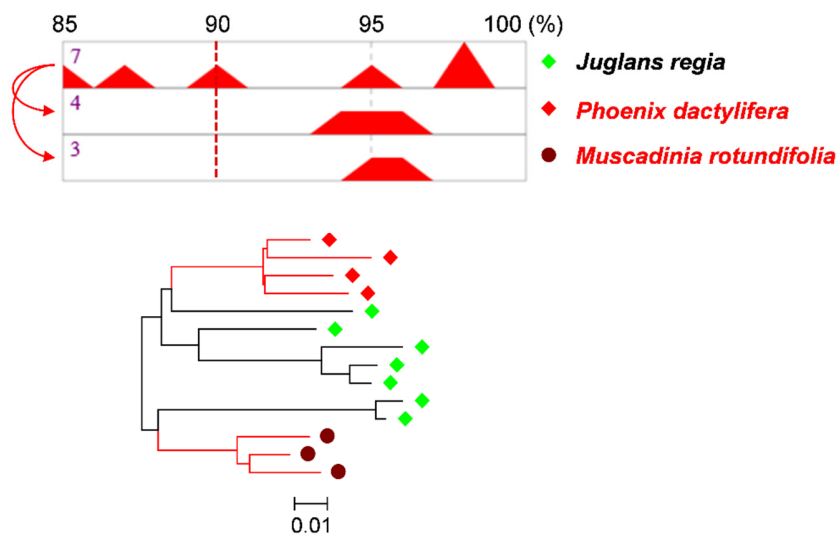 85 90 95 100 (%)
7 Juglans regia
4 Phoenix dactylifera
3 Muscadinia rotundifolia
0.01